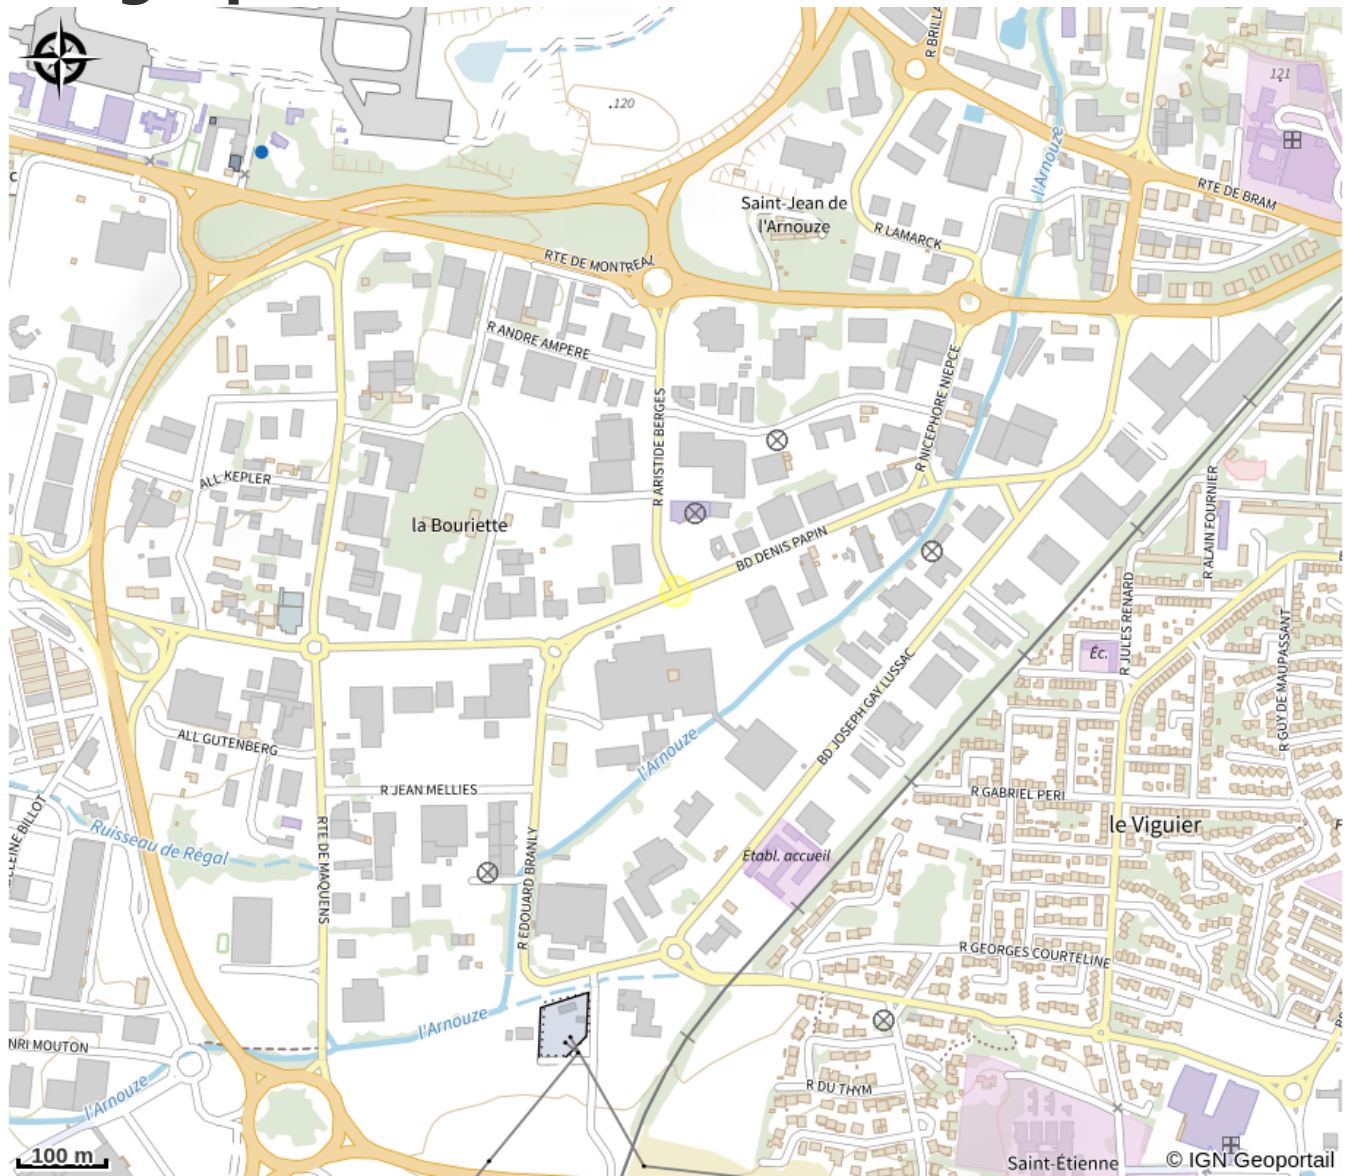 R BRILLA
121
.120
l'Arnouze
RTE DE BRAM
Saint-Jean de
l'Arnouze
R LAMARCK
RTE DE MONTREAL
R ANDRE AMPERE
R NICEPHORE NIEPCE
R ARISTIDE BERGES
ALL KEPLER
la Bouriette
BD DENIS PAPIN
R ALAIN FOURNIER
R JULES RENARD
Éc.
R GUY DE MAUPASSANT
BD JOSEPH GAY LUSSAC
ALL GUTENBERG
l'Arnouze
R JEAN MELLIES
R GABRIEL PERI
le Viguier
Ruisseau de Régal
RTE DE MAQUENS
R EDOUARD BRANLY
Établ. accueil
R GEORGES COURTELINE
l'Arnouze
NRI MOUTON
l'Arnouze
R DU THYM
100 m
Saint-Étienne
© IGN Geoportail